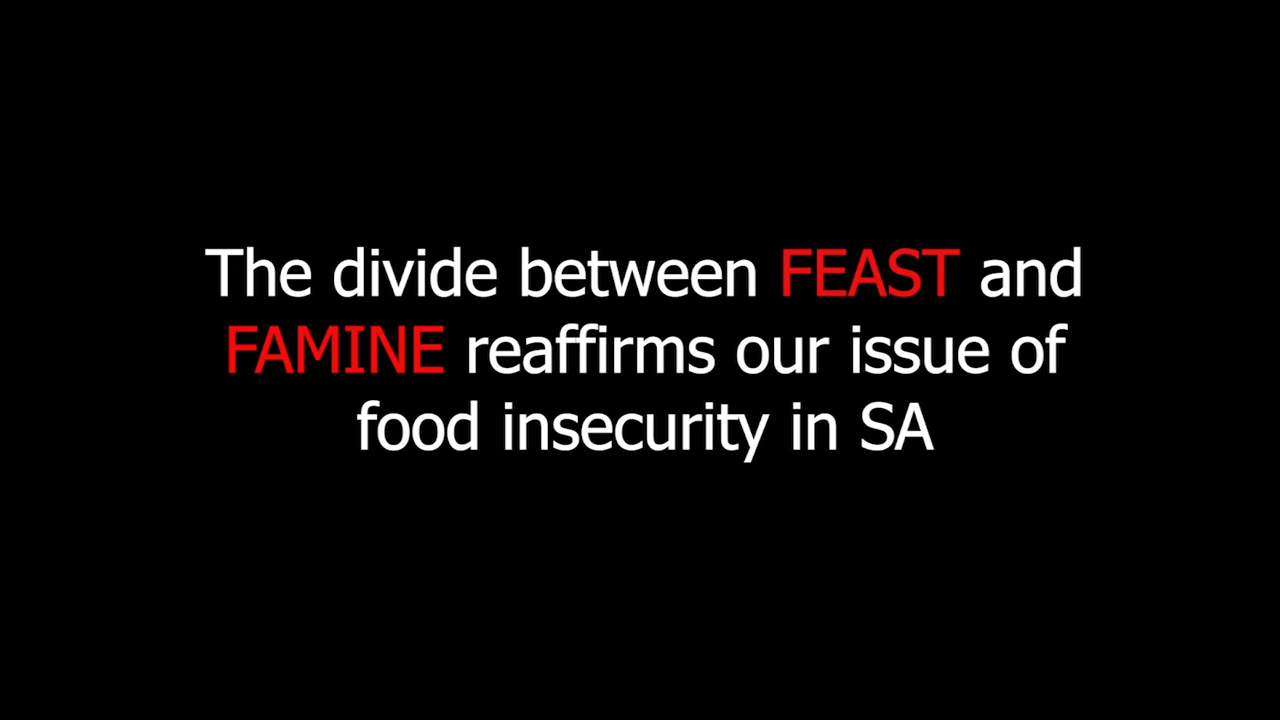 The divide between FEAST and
FAMINE reaffirms our issue of
food insecurity in SA